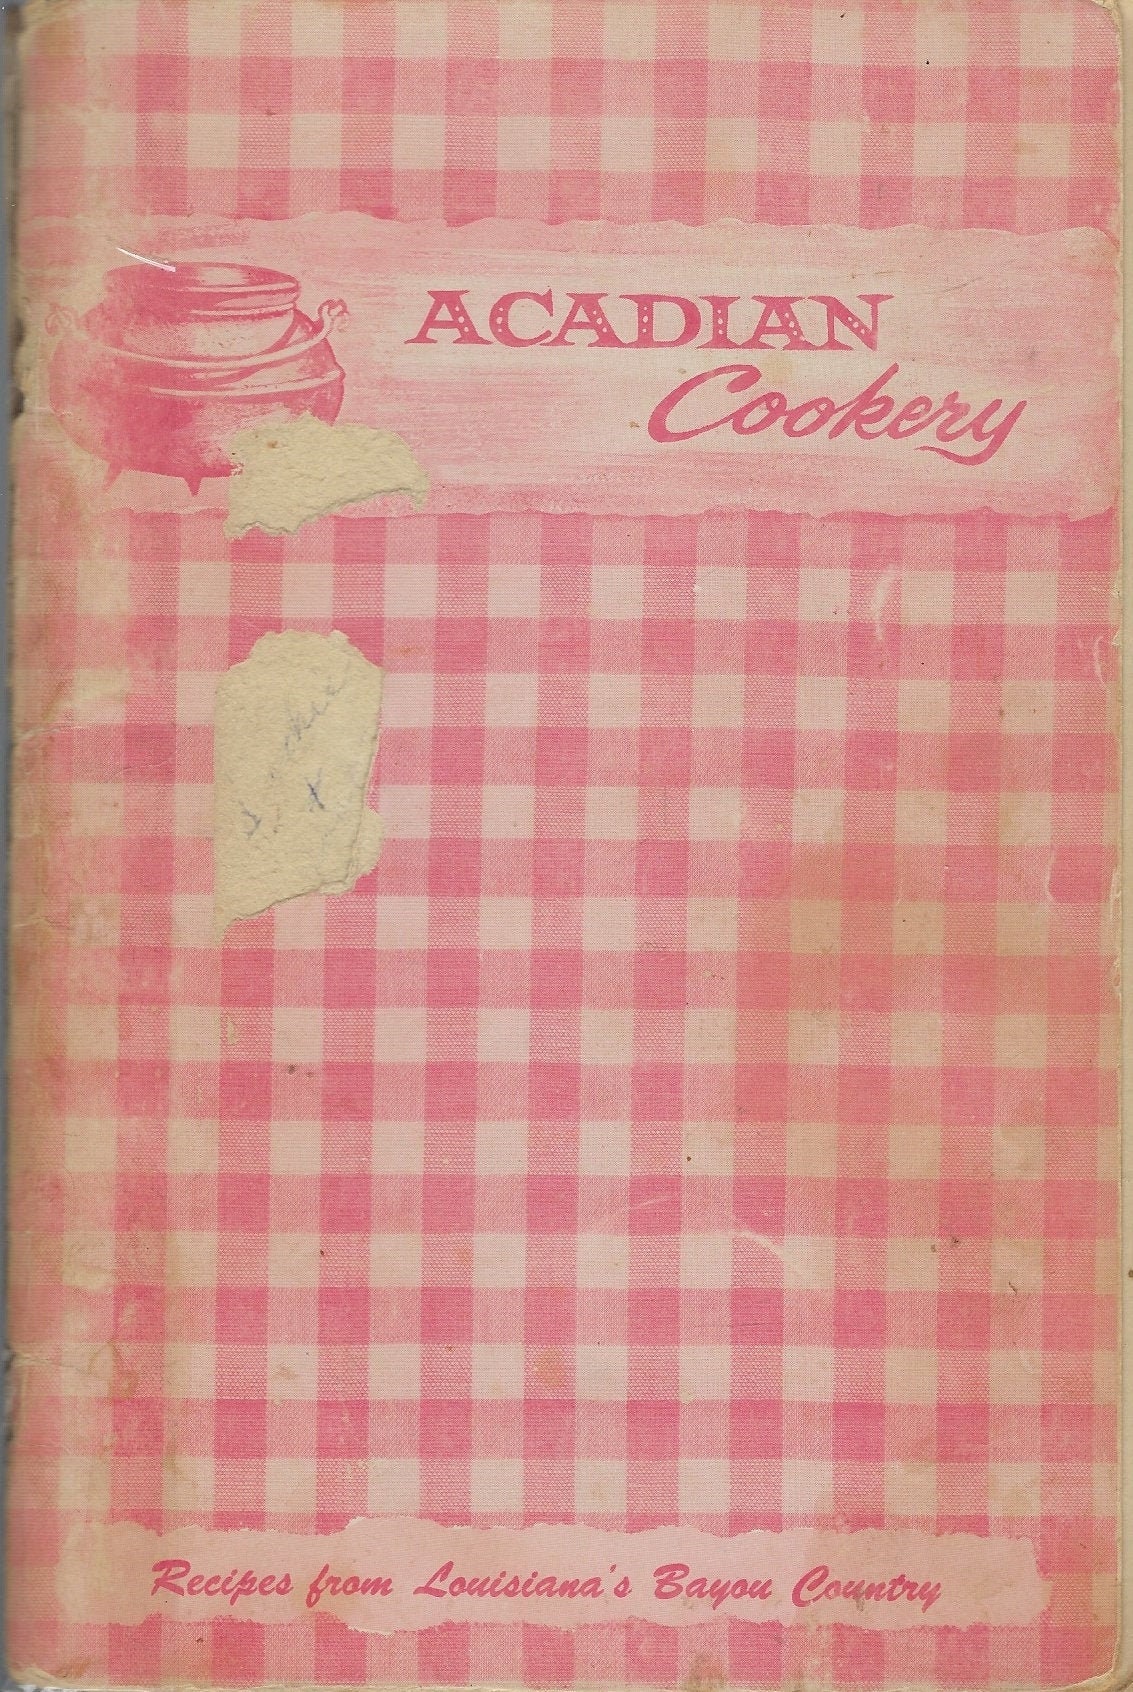 ACADIAN
Cookery
Recipes from Louisiana's Bayou Country